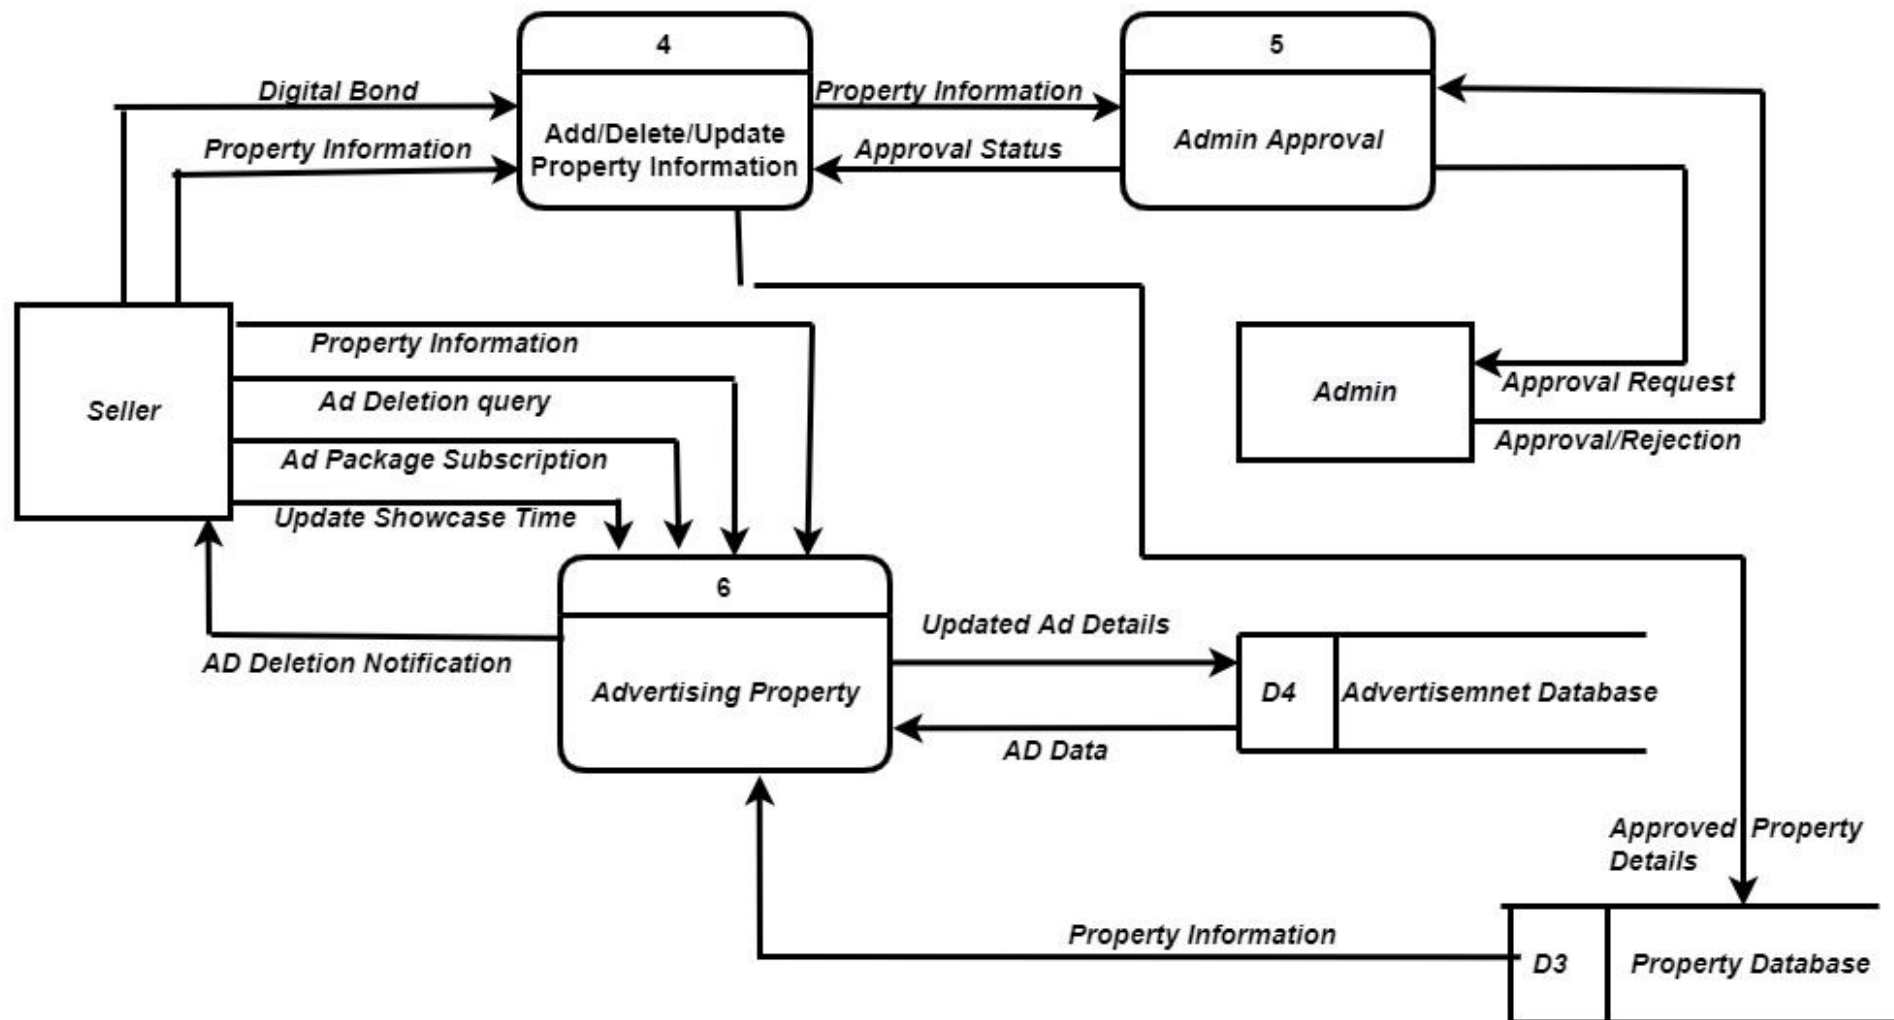 4
5
Digital Bond
Property Information
Add/Delete/Update
Property Information
Property Information
Approval Status
Admin Approval
Seller
Property Information
Ad Deletion query
Ad Package Subscription
Update Showcase Time
Admin
Approval Request
Approval/Rejection
6
Advertising Property
AD Deletion Notification
Updated Ad Details
D4
Advertisemnet Database
AD Data
Approved Property
Details
Property Information
D3
Property Database